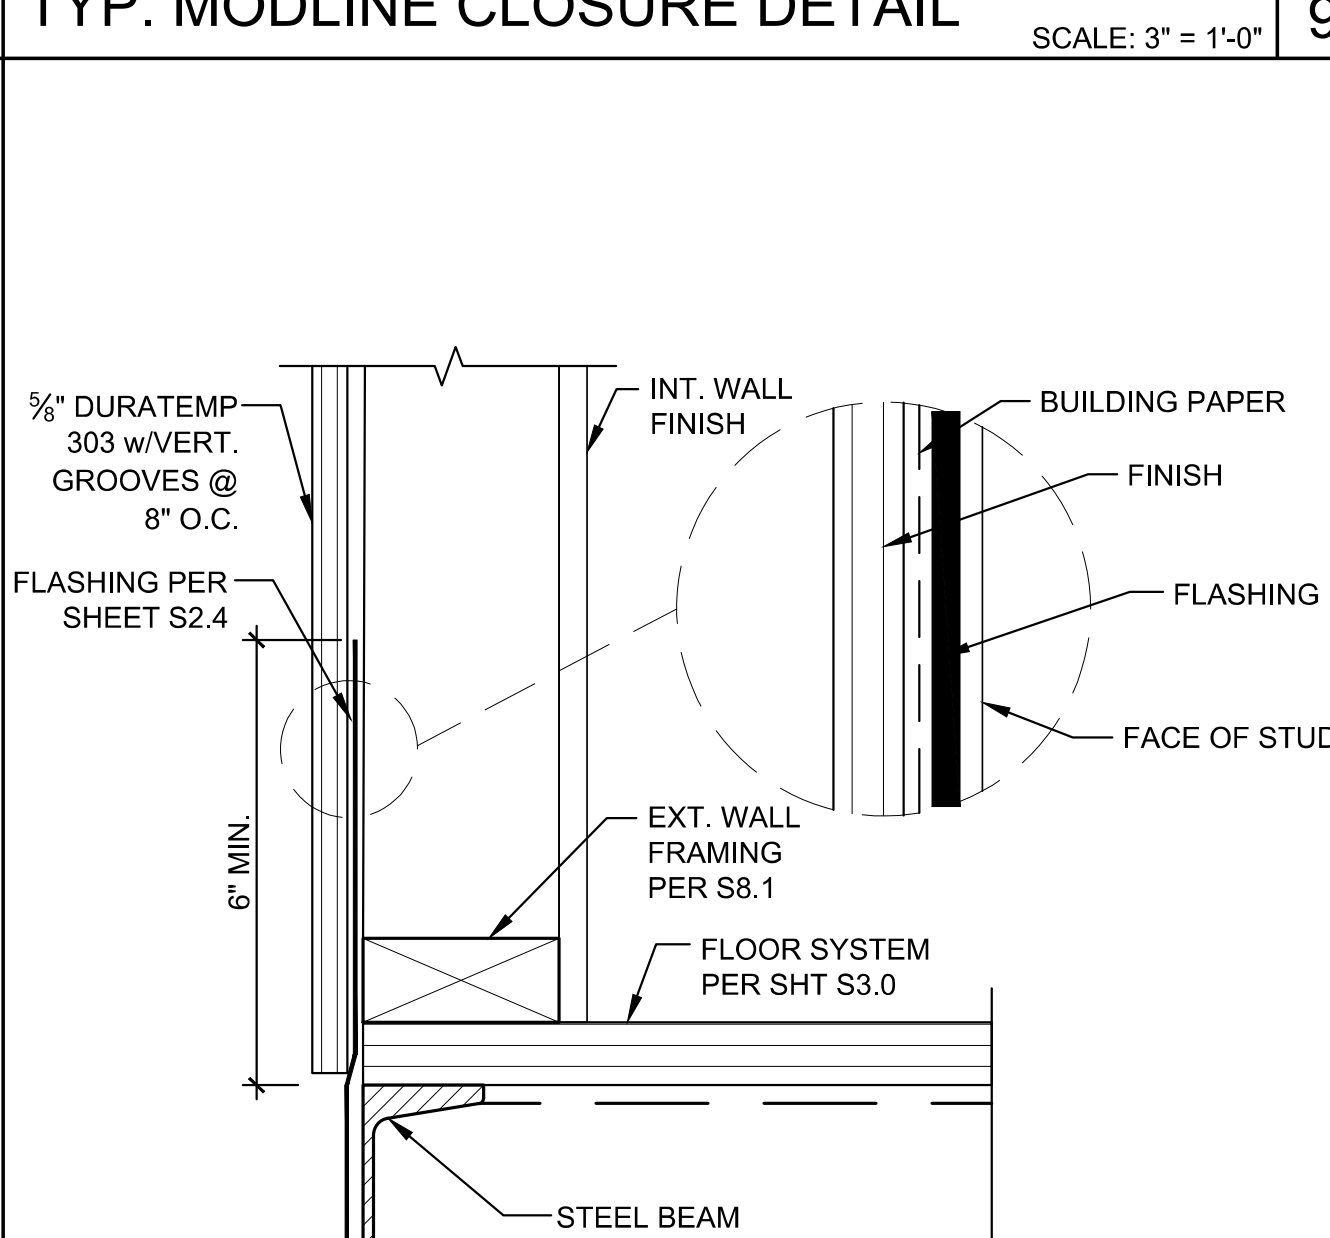 TYP. MODLINE CLOSURE DETAIL
SCALE: 3" = 1'-0"
9
5/8" DURATEMP
303 w/VERT.
GROOVES @
8" O.C.
FLASHING PER
SHEET S2.4
6" MIN.
INT. WALL
FINISH
BUILDING PAPER
FINISH
FLASHING
FACE OF STUD
EXT. WALL
FRAMING
PER S8.1
FLOOR SYSTEM
PER SHT S3.0
STEEL BEAM